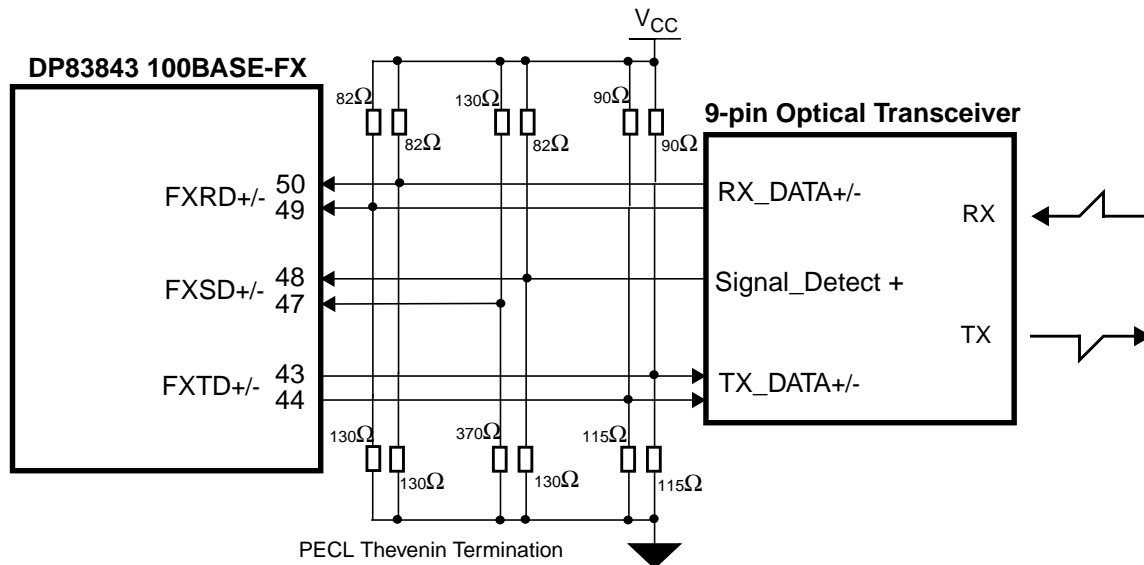 V_CC
DP83843 100BASE-FX
82Ω
130Ω
90Ω
9-pin Optical Transceiver
82Ω
82Ω
90Ω
FXRD+/-
50
49
RX_DATA+/-
RX
FXSD+/-
48
47
Signal_Detect +
TX
FXTD+/-
43
44
TX_DATA+/-
130Ω
370Ω
115Ω
130Ω
130Ω
115Ω
PECL Thevenin Termination